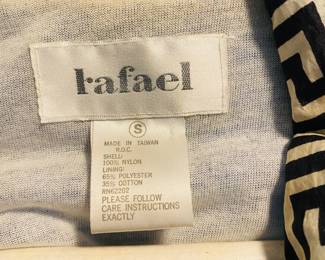 rafael
S
MADE IN TAIWAN
R.O.C.
SHELL:
100% NYLON
LINING:
65% POLYESTER
35% COTTON
RN62202
PLEASE FOLLOW
CARE INSTRUCTIONS
EXACTLY